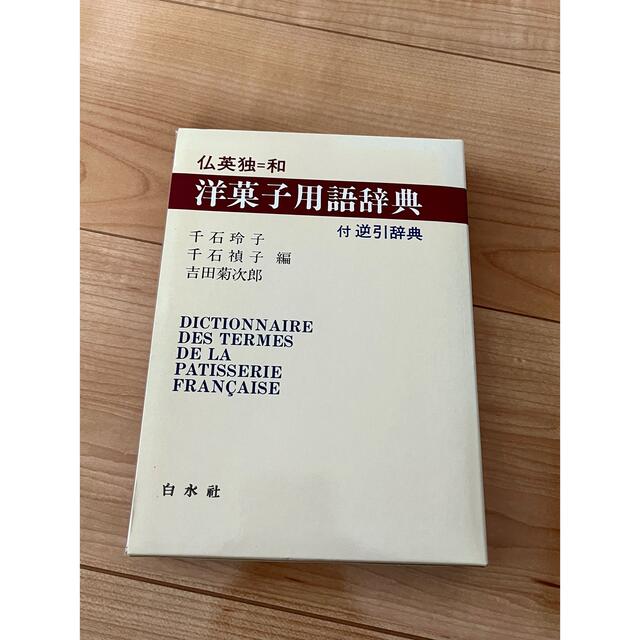 仏英独=和
洋菓子用語辞典
付 逆引辞典
千石玲子
千石禎子 編
吉田菊次郎
DICTIONNAIRE
DES TERMES
DE LA
PATISSERIE
FRANÇAISE
白水社